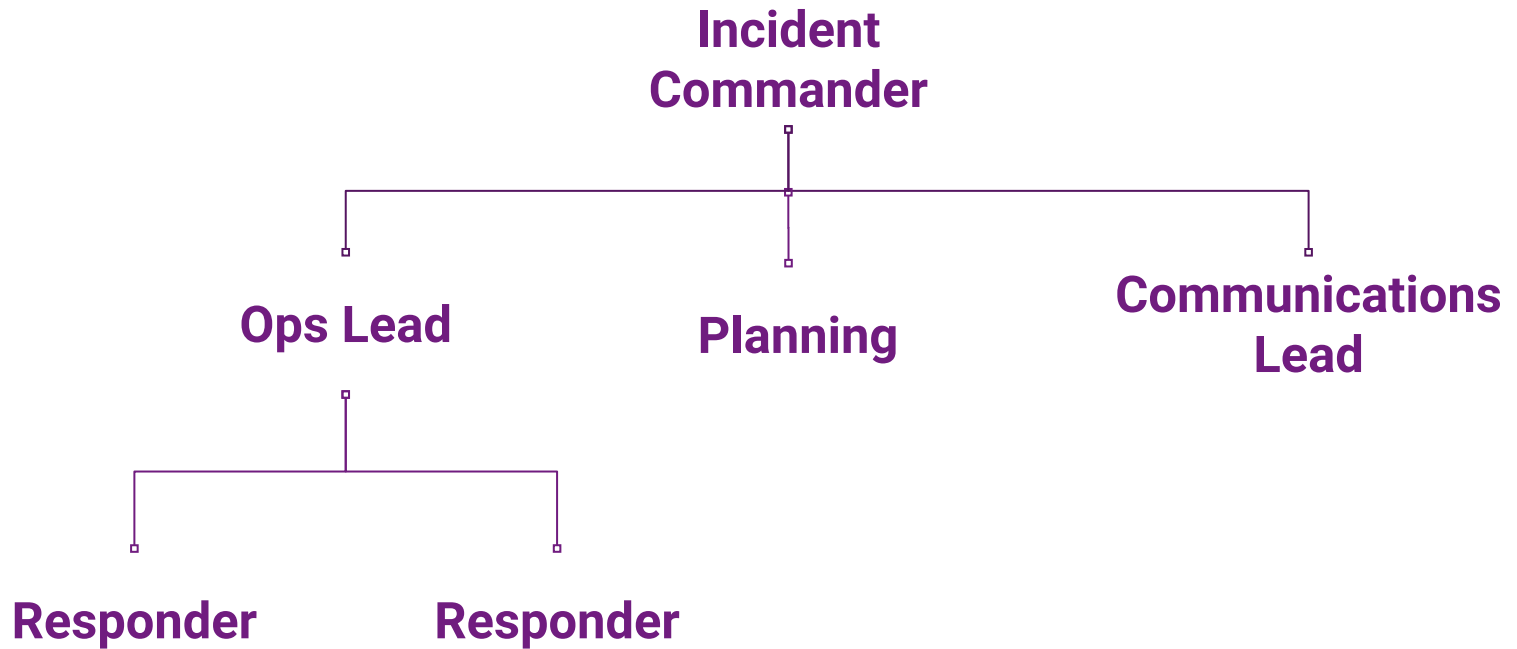 Incident
Commander
Ops Lead
Planning
Communications
Lead
Responder
Responder